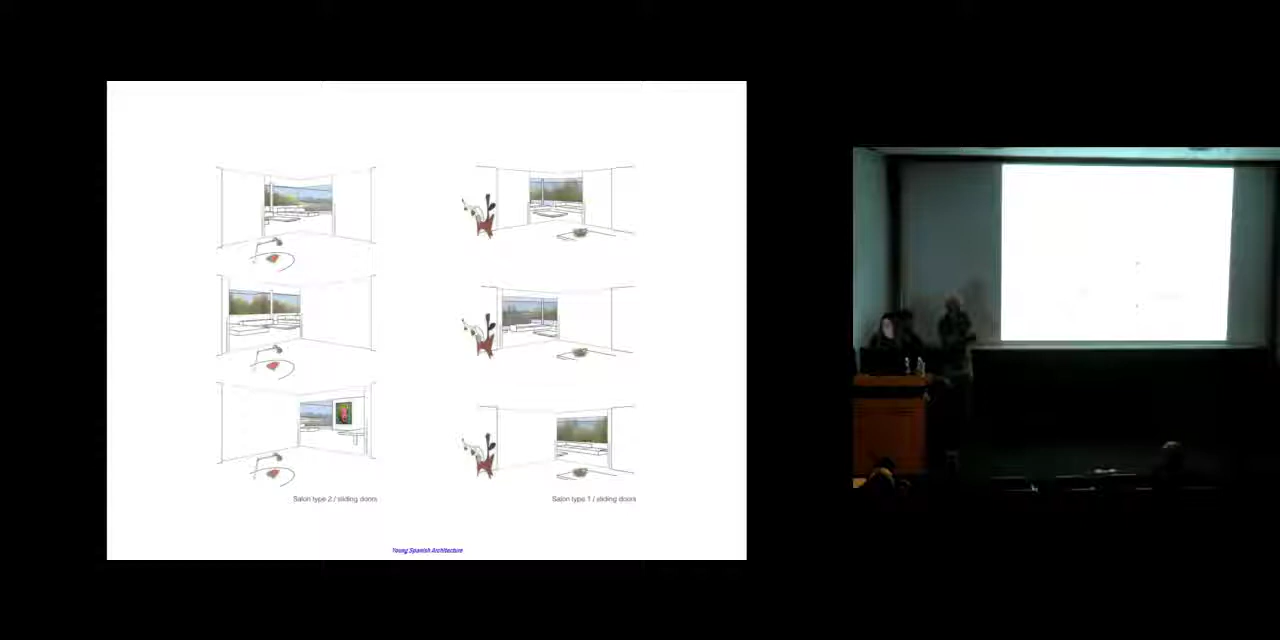 Salon type 2 / sliding doors
Salon type 1 / sliding doors
Young Spanish Architecture